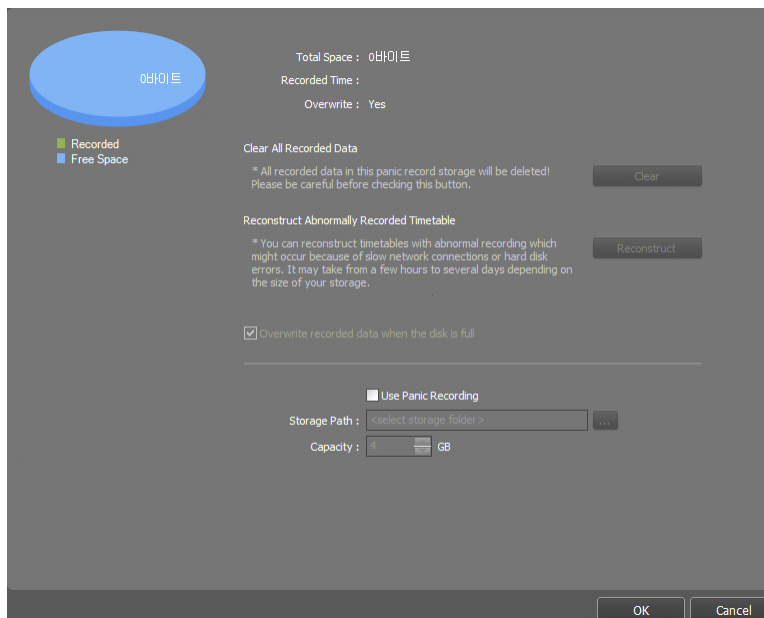 0바이트
Recorded
Free Space
Total Space : 0바이트
Recorded Time :
Overwrite : Yes
Clear All Recorded Data
* All recorded data in this panic record storage will be deleted!
Please be careful before checking this button.
Clear
Reconstruct Abnormally Recorded Timetable
* You can reconstruct timetables with abnormal recording which
might occur because of slow network connections or hard disk
errors. It may take from a few hours to several days depending on
the size of your storage.
Reconstruct
Overwrite recorded data when the disk is full
Use Panic Recording
Storage Path : <select storage folder> ...
Capacity : 4 GB
OK Cancel